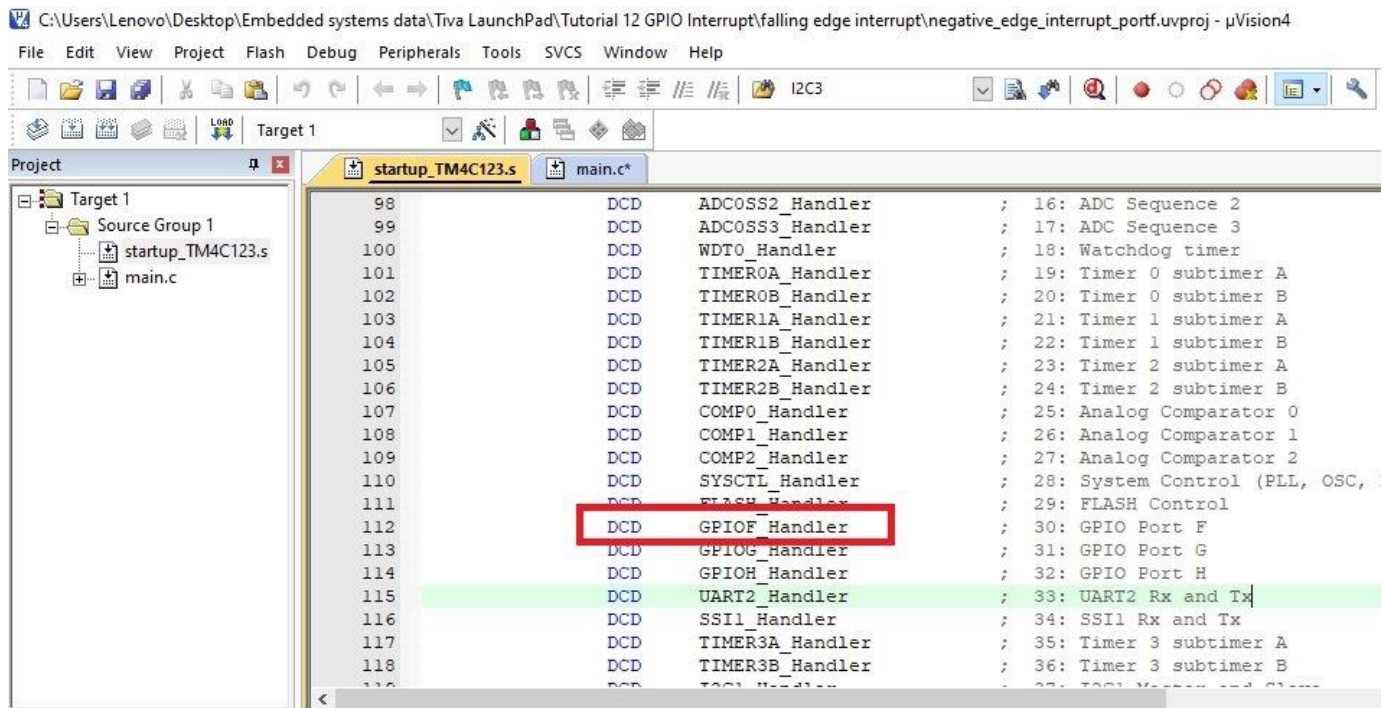 C:\Users\Lenovo\Desktop\Embedded systems data\Tiva LaunchPad\Tutorial 12 GPIO Interrupt\falling edge interrupt\negative_edge_interrupt_portf.uvproj - µVision4
File Edit View Project Flash Debug Peripherals Tools SVCS Window Help
I2C3
LOAD Target 1
Project startup_TM4C123.s main.c*
Target 1
Source Group 1
startup_TM4C123.s
main.c
98 DCD ADC0SS2_Handler ; 16: ADC Sequence 2
99 DCD ADC0SS3_Handler ; 17: ADC Sequence 3
100 DCD WDT0_Handler ; 18: Watchdog timer
101 DCD TIMER0A_Handler ; 19: Timer 0 subtimer A
102 DCD TIMER0B_Handler ; 20: Timer 0 subtimer B
103 DCD TIMER1A_Handler ; 21: Timer 1 subtimer A
104 DCD TIMER1B_Handler ; 22: Timer 1 subtimer B
105 DCD TIMER2A_Handler ; 23: Timer 2 subtimer A
106 DCD TIMER2B_Handler ; 24: Timer 2 subtimer B
107 DCD COMP0_Handler ; 25: Analog Comparator 0
108 DCD COMP1_Handler ; 26: Analog Comparator 1
109 DCD COMP2_Handler ; 27: Analog Comparator 2
110 DCD SYSCTL_Handler ; 28: System Control (PLL, OSC,
111 DCD FLASH_Handler ; 29: FLASH Control
112 DCD GPIOF_Handler ; 30: GPIO Port F
113 DCD GPIOG_Handler ; 31: GPIO Port G
114 DCD GPIOH_Handler ; 32: GPIO Port H
115 DCD UART2_Handler ; 33: UART2 Rx and Tx
116 DCD SSI1_Handler ; 34: SSI1 Rx and Tx
117 DCD TIMER3A_Handler ; 35: Timer 3 subtimer A
118 DCD TIMER3B_Handler ; 36: Timer 3 subtimer B